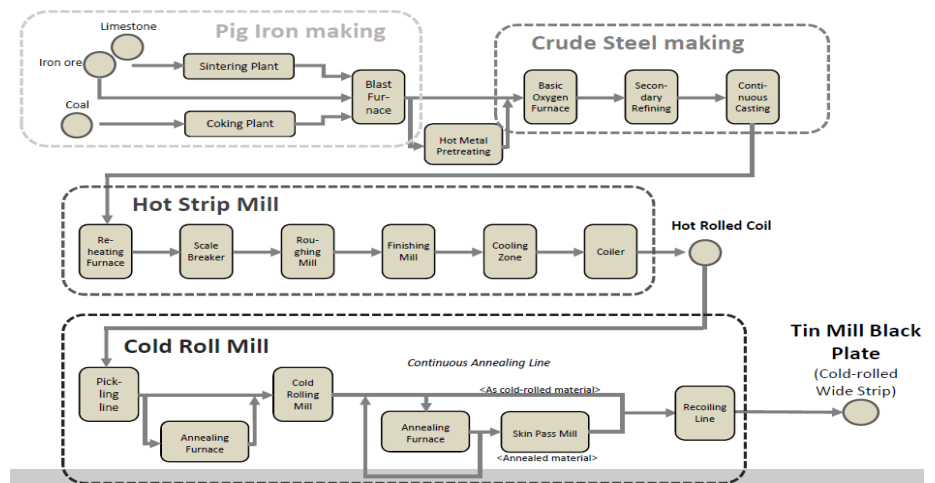 Pig Iron making
Limestone
Iron ore
Sintering Plant
Coal
Coking Plant
Blast
Fur-
nace
Hot Metal
Pretreating
Crude Steel making
Basic
Oxygen
Furnace
Secon-
dary
Refining
Conti-
nuous
Casting
Hot Strip Mill
Re-
heating
Furnace
Scale
Breaker
Rou-
ghing
Mill
Finishing
Mill
Cooling
Zone
Coiler
Hot Rolled Coil
Cold Roll Mill
Continuous Annealing Line
Pick-
ling
line
Annealing
Furnace
Cold
Rolling
Mill
<As cold-rolled material>
Annealing
Furnace
Skin Pass Mill
<Annealed material>
Recoiling
Line
Tin Mill Black
Plate
(Cold-rolled
Wide Strip)